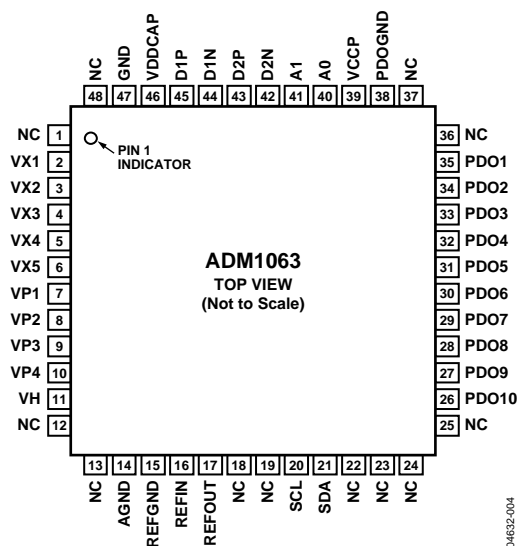 NC GND VDDCAP D1P D1N D2P D2N A1 A0 VCCP PDOGND NC
48 47 46 45 44 43 42 41 40 39 38 37
NC 1
VX1 2
VX2 3
VX3 4
VX4 5
VX5 6
VP1 7
VP2 8
VP3 9
VP4 10
VH 11
NC 12
PIN 1
INDICATOR
ADM1063
TOP VIEW
(Not to Scale)
36 NC
35 PDO1
34 PDO2
33 PDO3
32 PDO4
31 PDO5
30 PDO6
29 PDO7
28 PDO8
27 PDO9
26 PDO10
25 NC
13 14 15 16 17 18 19 20 21 22 23 24
NC AGND REFGND REFIN REFOUT NC NC SCL SDA NC NC NC
04632-004